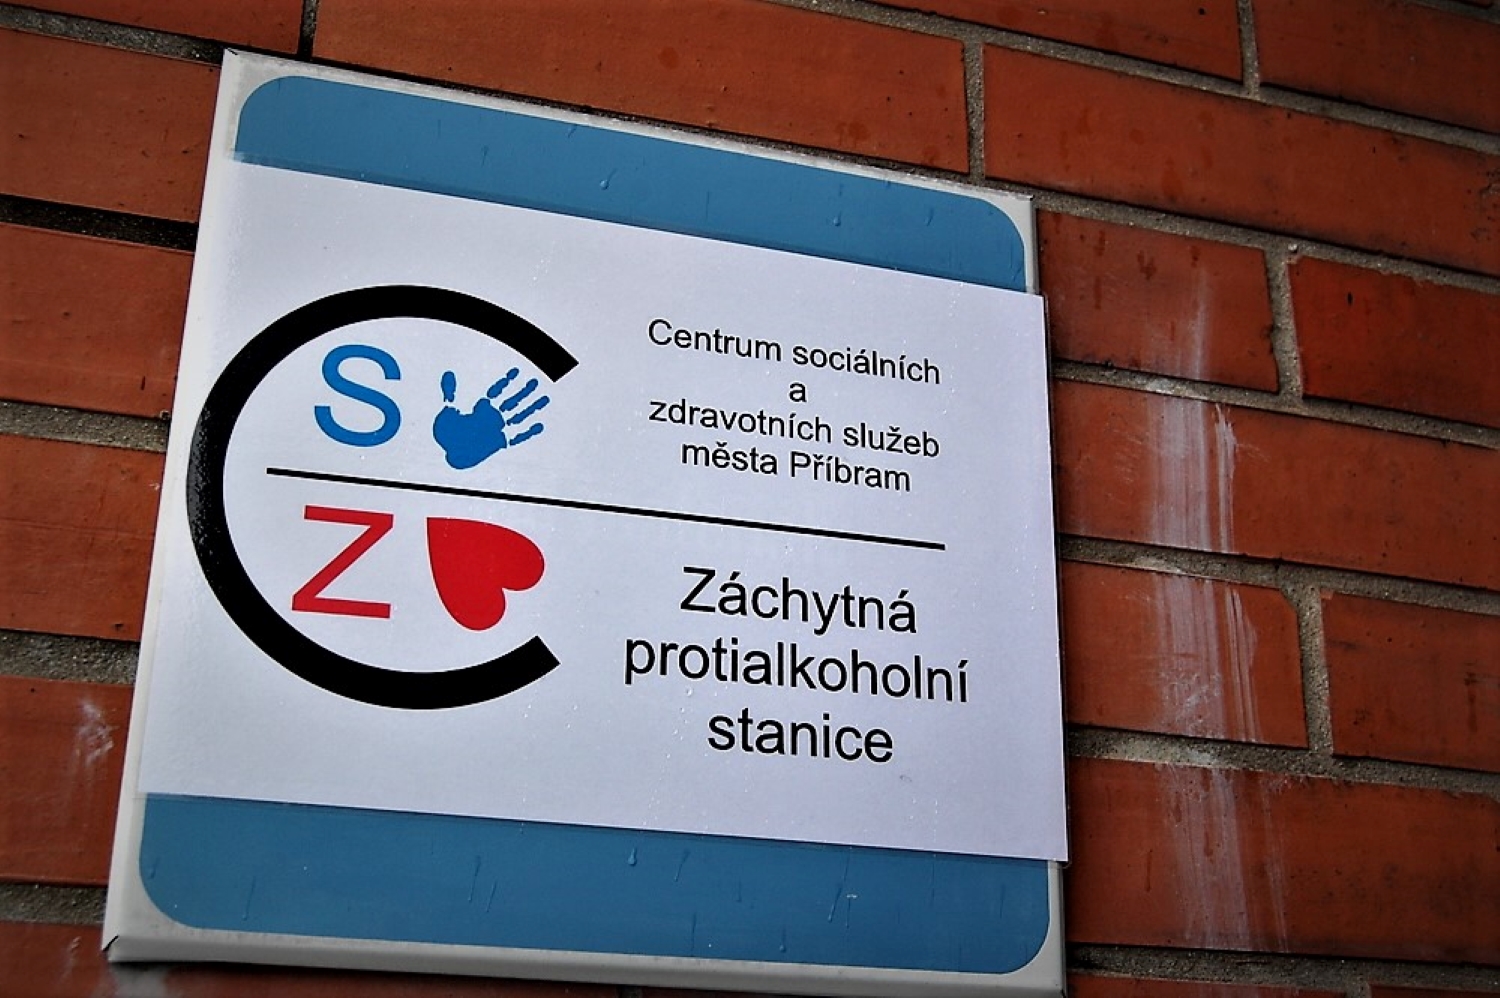 C
S
Z
Centrum sociálních
a
zdravotních služeb
města Příbram
Záchytná
protialkoholní
stanice